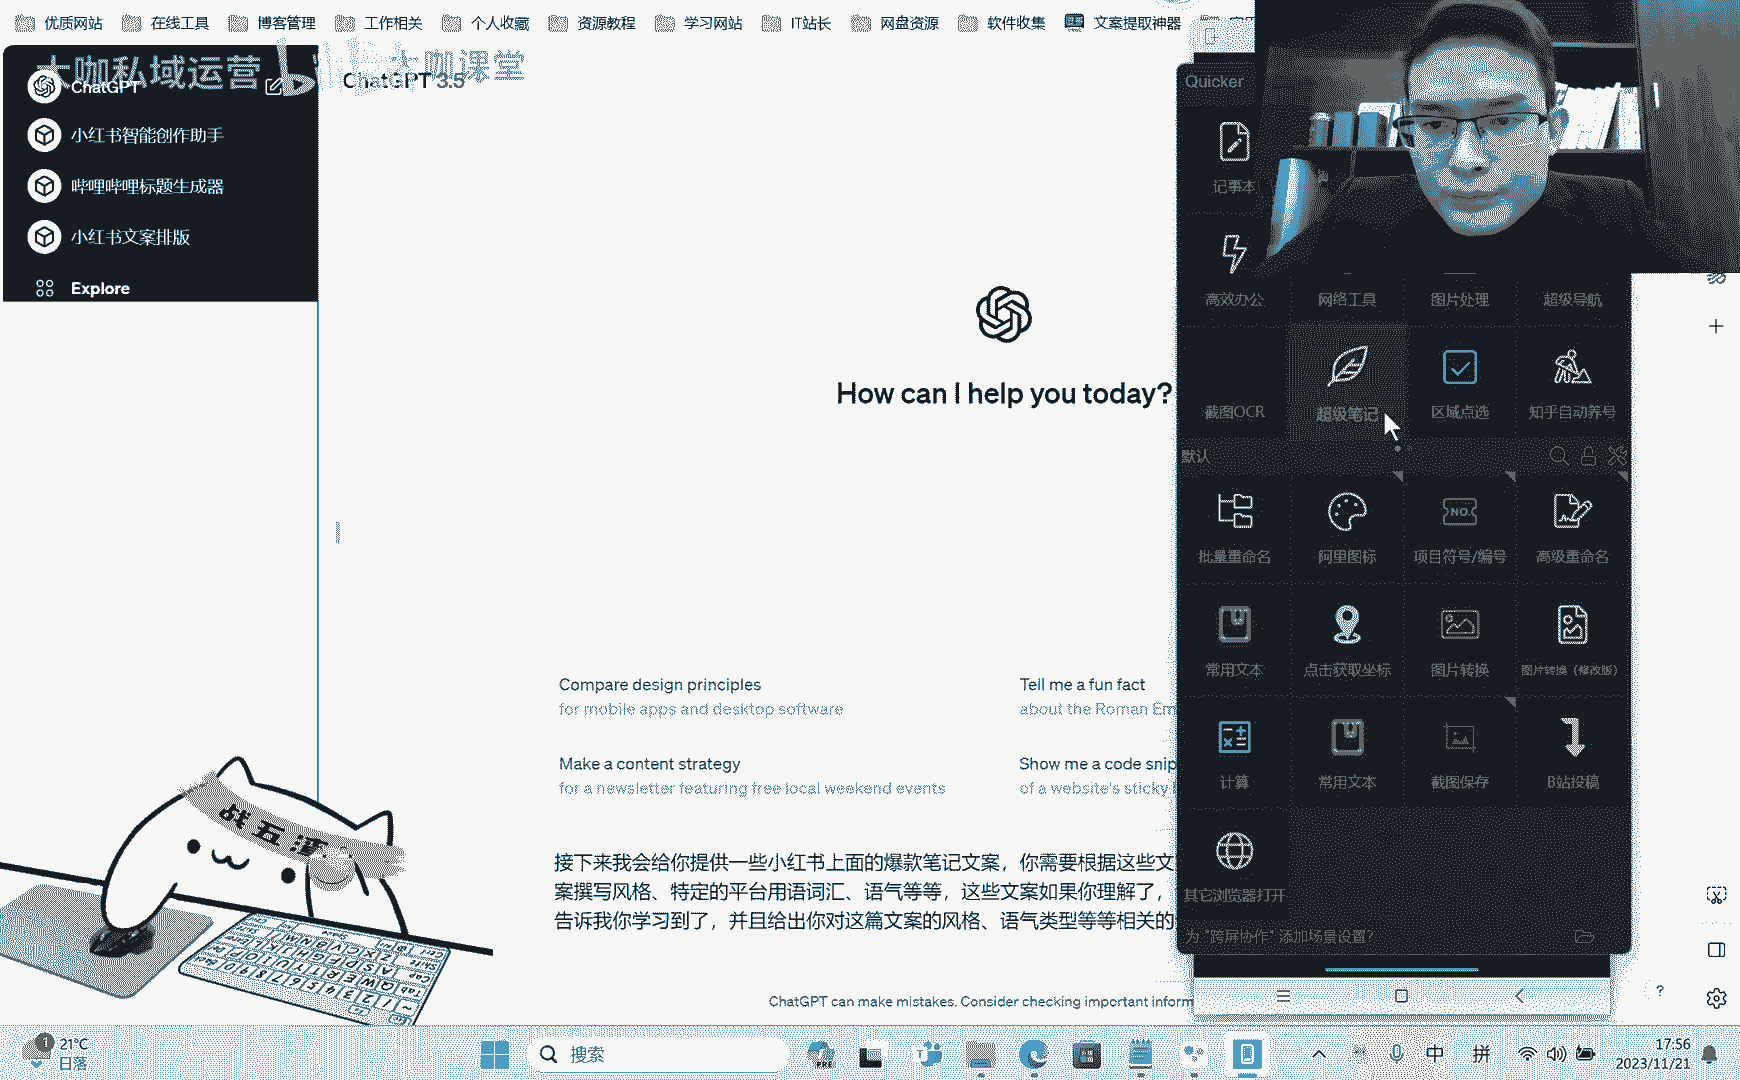 优质网站
在线工具
博客管理
工作相关
个人收藏
资源教程
学习网站
IT站长
网盘资源
软件收集
文案提取神器
大咖私域运营
大咖课堂
ChatGPT
ChatGPT 3.5
小红书智能创作助手
哔哩哔哩标题生成器
小红书文案排版
Explore
How can I help you today?
Compare design principles
for mobile apps and desktop software
Tell me a fun fact
about the Roman Em
Make a content strategy
for a newsletter featuring free local weekend events
Show me a code snip
of a website's sticky
接下来我会给你提供一些小红书上面的爆款笔记文案，你需要根据这些文
案撰写风格、特定的平台用语词汇、语气等等，这些文案如果你理解了，
告诉我你学习到了，并且给出你对这篇文案的风格、语气类型等等相关的
ChatGPT can make mistakes. Consider checking important inform
Quicker
记事本
高效办公
网络工具
图片处理
超级导航
截图OCR
超级笔记
区域点选
知乎自动养号
默认
批量重命名
阿里图标
NO.
项目符号/编号
高级重命名
常用文本
点击获取坐标
图片转换
图片转换（修改版）
计算
常用文本
截图保存
B站投稿
其它浏览器打开
为 "跨屏协作" 添加场景设置?
1
21°C
日落
搜索
PRE
中
拼
17:56
2023/11/21